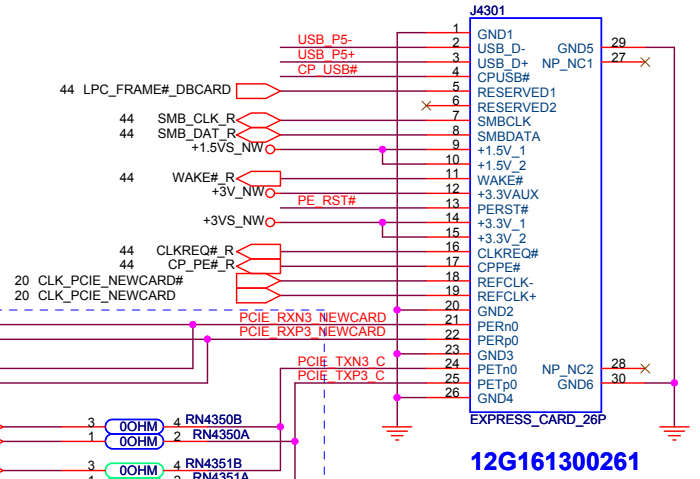 J4301
1 GND1
USB_P5- 2 USB_D- GND5 29
USB_P5+ 3 USB_D+ NP_NC1 27
CP_USB# 4 CPUSB#
44 LPC_FRAME#_DBCARD 5 RESERVED1
6 RESERVED2
44 SMB_CLK_R 7 SMBCLK
44 SMB_DAT_R 8 SMBDATA
+1.5VS_NW 9 +1.5V_1
10 +1.5V_2
44 WAKE#_R 11 WAKE#
+3V_NW 12 +3.3VAUX
PE_RST# 13 PERST#
+3VS_NW 14 +3.3V_1
15 +3.3V_2
44 CLKREQ#_R 16 CLKREQ#
44 CP_PE#_R 17 CPPE#
20 CLK_PCIE_NEWCARD# 18 REFCLK-
20 CLK_PCIE_NEWCARD 19 REFCLK+
20 GND2
PCIE_RXN3_NEWCARD 21 PERn0
PCIE_RXP3_NEWCARD 22 PERp0
23 GND3
PCIE_TXN3_C 24 PETn0 NP_NC2 28
PCIE_TXP3_C 25 PETp0 GND6 30
26 GND4
EXPRESS_CARD_26P
3 0OHM 4 RN4350B
1 0OHM 2 RN4350A
12G161300261
3 0OHM 4 RN4351B
RN4351A